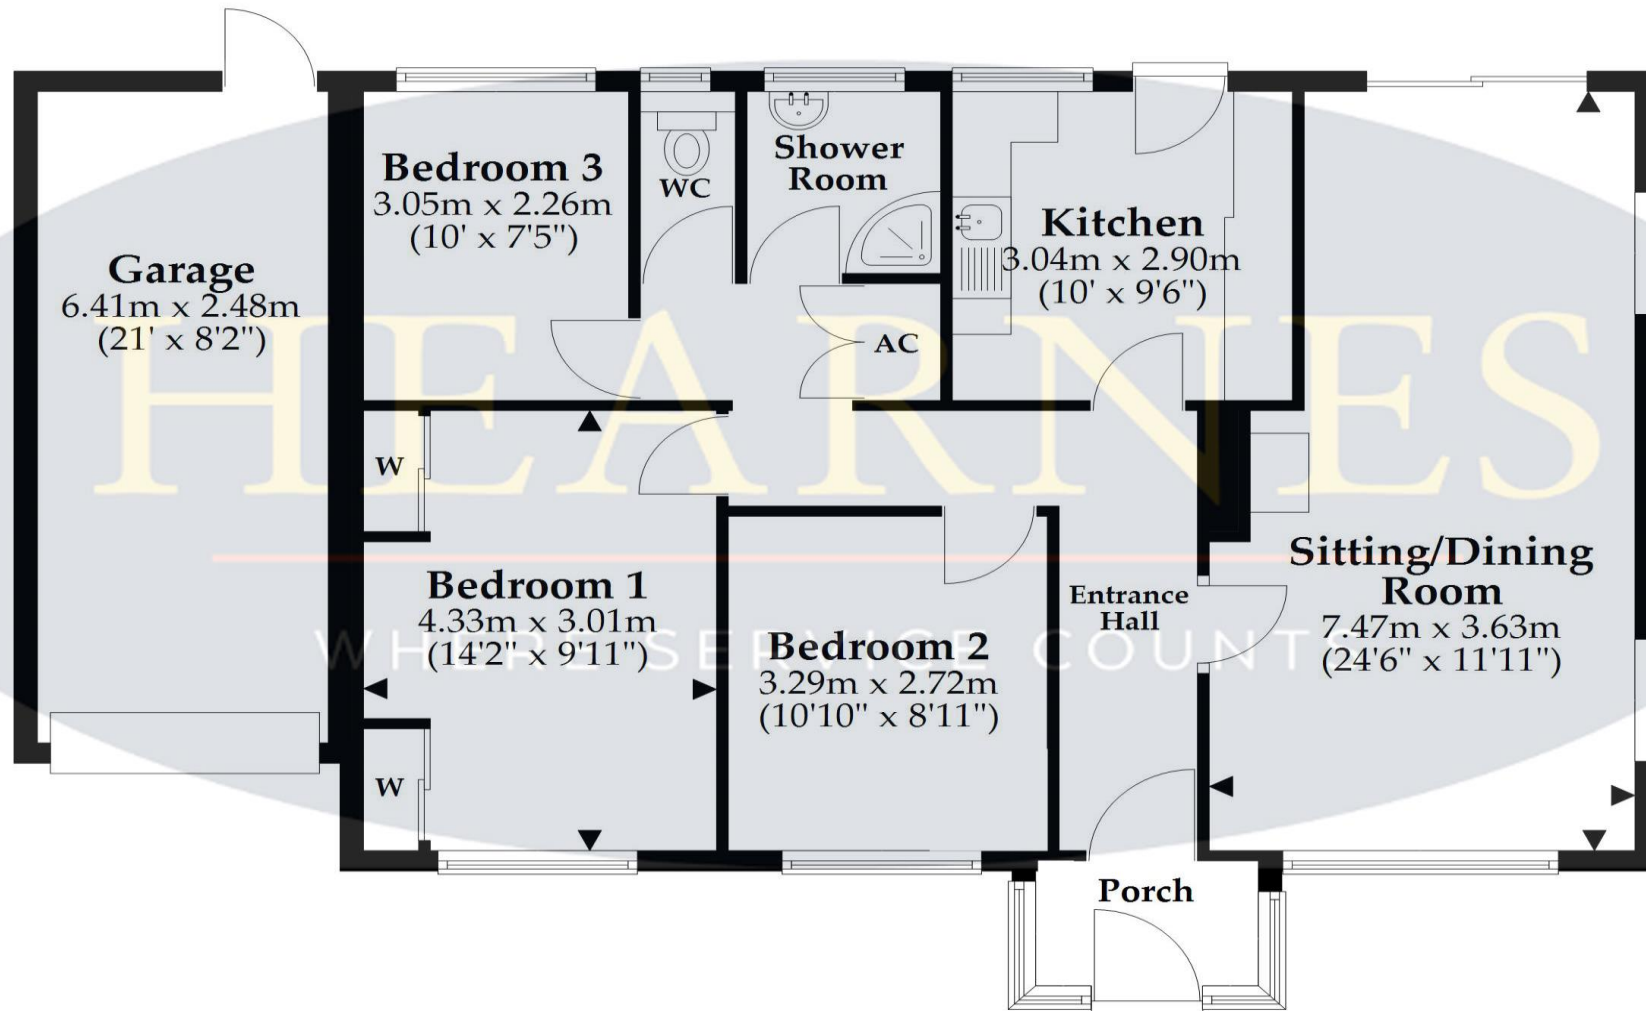 Garage
6.41m x 2.48m
(21' x 8'2")
Bedroom 3
3.05m x 2.26m
(10' x 7'5")
WC
Shower
Room
AC
Kitchen
3.04m x 2.90m
(10' x 9'6")
HEARNES
W
W
Bedroom 1
4.33m x 3.01m
(14'2" x 9'11")
Bedroom 2
3.29m x 2.72m
(10'10" x 8'11")
Entrance
Hall
Sitting/Dining
Room
7.47m x 3.63m
(24'6" x 11'11")
WHERE SERVICE COUNTS
Porch